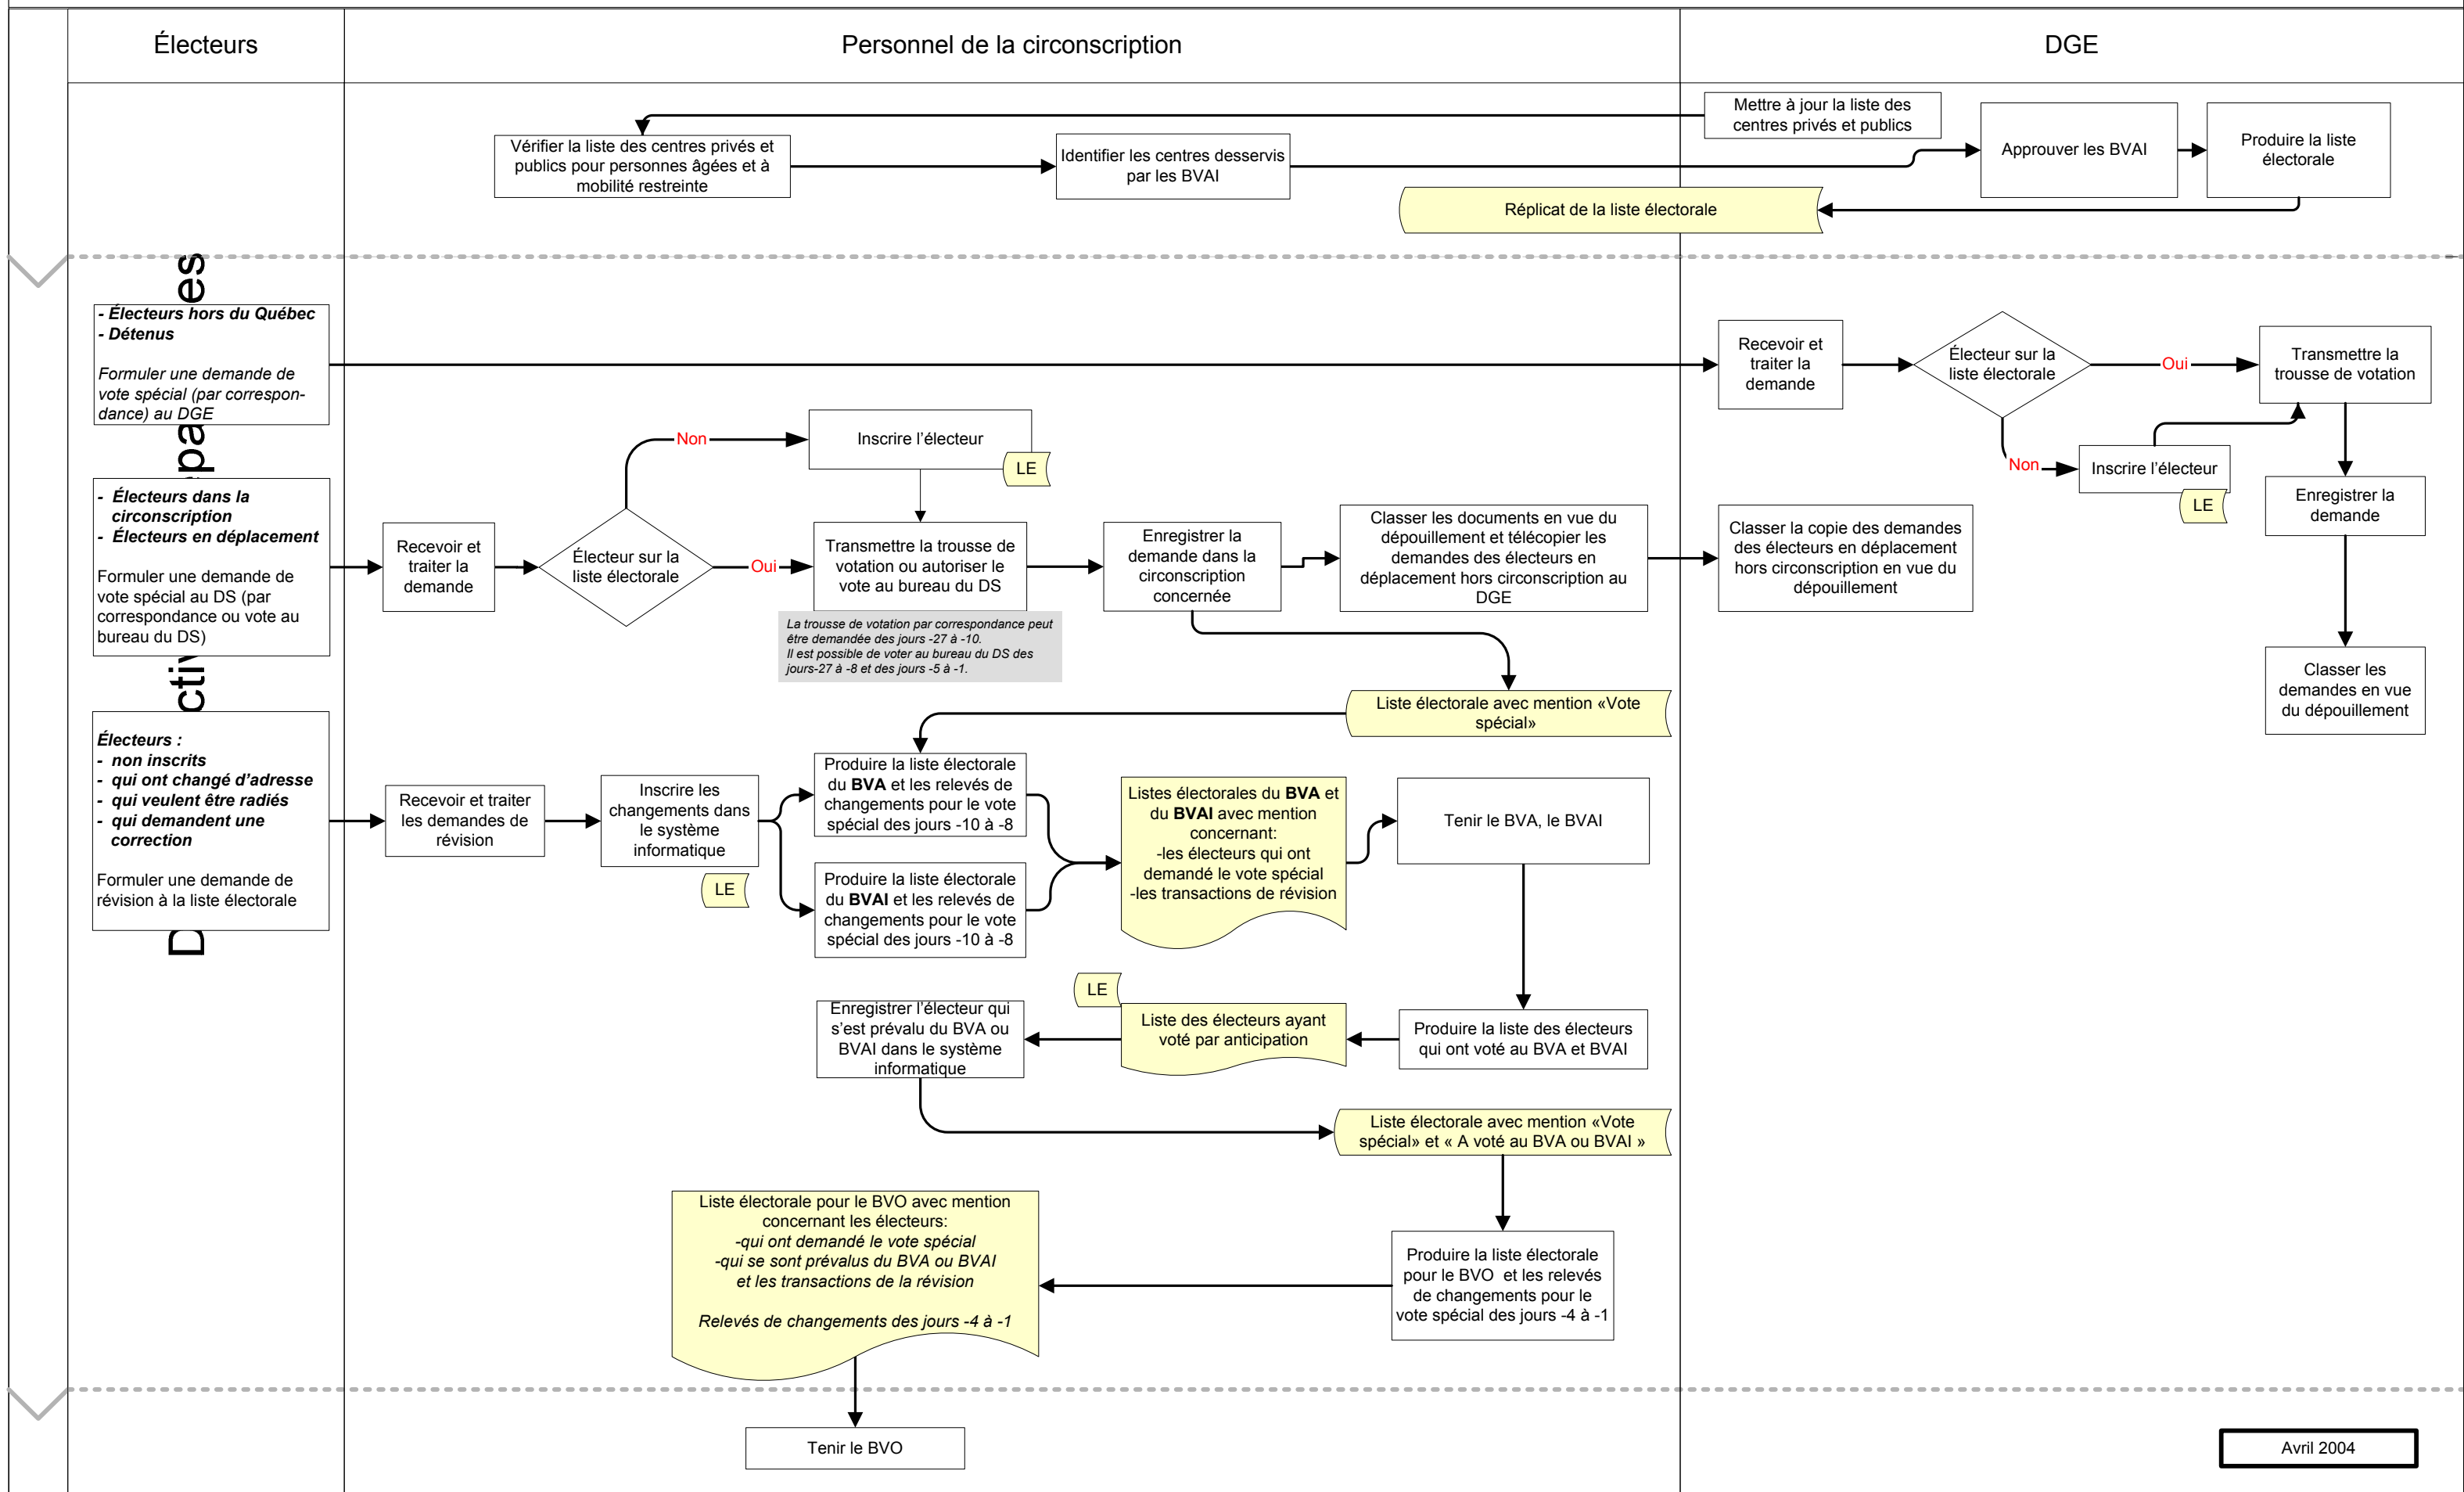 Électeurs
Personnel de la circonscription
DGE
Mettre à jour la liste des
centres privés et publics
Vérifier la liste des centres privés et
publics pour personnes âgées et à
mobilité restreinte
Identifier les centres desservis
par les BVAI
Approuver les BVAI
Produire la liste
électorale
Réplicat de la liste électorale
- Électeurs hors du Québec
- Détenus
Formuler une demande de
vote spécial (par correspon-
dance) au DGE
Recevoir et
traiter la
demande
Électeur sur la
liste électorale
Oui
Transmettre la
trousse de votation
Non
Inscrire l'électeur
LE
Enregistrer la
demande
Classer les
demandes en vue
du dépouillement
- Électeurs dans la
circonscription
- Électeurs en déplacement
Formuler une demande de
vote spécial au DS (par
correspondance ou vote au
bureau du DS)
Recevoir et
traiter la
demande
Électeur sur la
liste électorale
Non
Inscrire l'électeur
LE
Oui
Transmettre la trousse de
votation ou autoriser le
vote au bureau du DS
La trousse de votation par correspondance peut
être demandée des jours -27 à -10.
Il est possible de voter au bureau du DS des
jours-27 à -8 et des jours -5 à -1.
Enregistrer la
demande dans la
circonscription
concernée
Classer les documents en vue du
dépouillement et télécopier les
demandes des électeurs en
déplacement hors circonscription au
DGE
Classer la copie des demandes
des électeurs en déplacement
hors circonscription en vue du
dépouillement
Liste électorale avec mention «Vote
spécial»
Électeurs :
- non inscrits
- qui ont changé d'adresse
- qui veulent être radiés
- qui demandent une
correction
Formuler une demande de
révision à la liste électorale
Recevoir et traiter
les demandes de
révision
Inscrire les
changements dans
le système
informatique
LE
Produire la liste électorale
du BVA et les relevés de
changements pour le vote
spécial des jours -10 à -8
Produire la liste électorale
du BVAI et les relevés de
changements pour le vote
spécial des jours -10 à -8
Listes électorales du BVA et
du BVAI avec mention
concernant:
-les électeurs qui ont
demandé le vote spécial
-les transactions de révision
Tenir le BVA, le BVAI
Produire la liste des électeurs
qui ont voté au BVA et BVAI
LE
Liste des électeurs ayant
voté par anticipation
Enregistrer l'électeur qui
s'est prévalu du BVA ou
BVAI dans le système
informatique
Liste électorale avec mention «Vote
spécial» et « A voté au BVA ou BVAI »
Produire la liste électorale
pour le BVO et les relevés
de changements pour le
vote spécial des jours -4 à -1
Liste électorale pour le BVO avec mention
concernant les électeurs:
-qui ont demandé le vote spécial
-qui se sont prévalus du BVA ou BVAI
et les transactions de la révision
Relevés de changements des jours -4 à -1
Tenir le BVO
Avril 2004